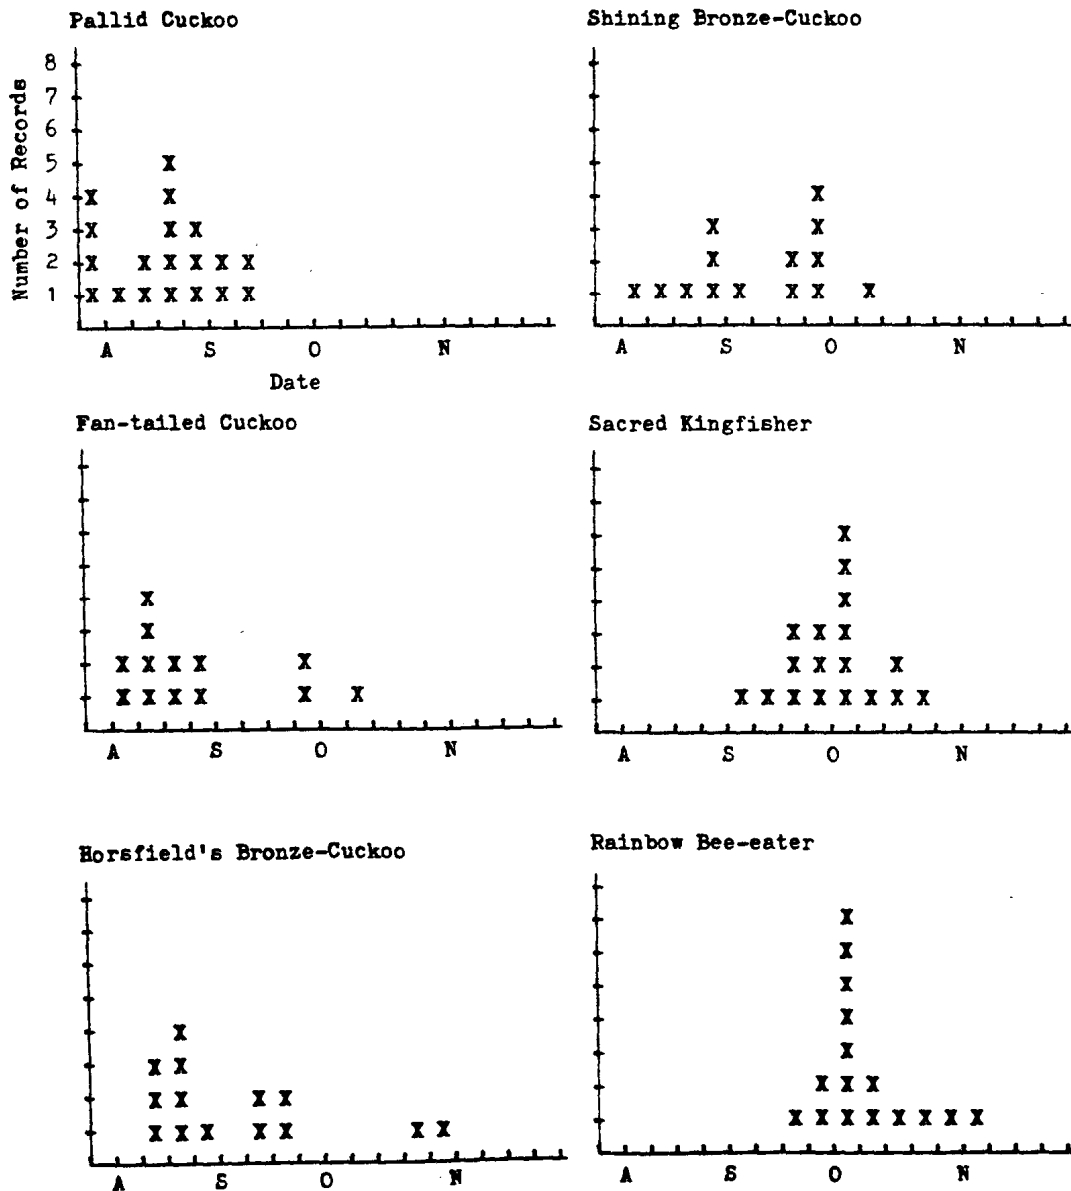 Pallid Cuckoo
Number of Records
8
7
6
5
4
3
2
1
A S O N
Date
Shining Bronze-Cuckoo
A S O N
Fan-tailed Cuckoo
A S O N
Sacred Kingfisher
A S O N
Horsfield's Bronze-Cuckoo
A S O N
Rainbow Bee-eater
A S O N